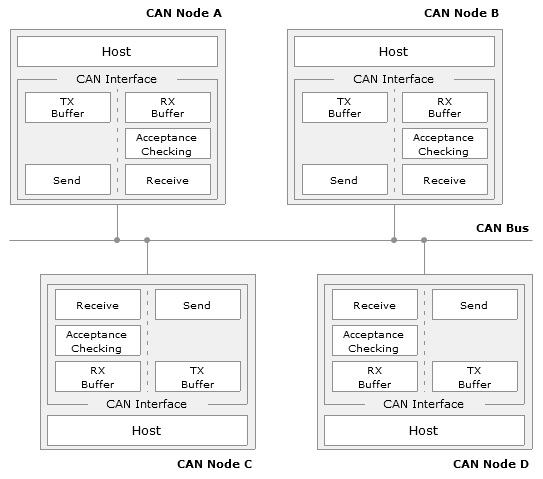 CAN Node A
Host
CAN Interface
TX
Buffer
RX
Buffer
Acceptance
Checking
Send
Receive
CAN Node B
Host
CAN Interface
TX
Buffer
RX
Buffer
Acceptance
Checking
Send
Receive
CAN Bus
Receive
Send
Acceptance
Checking
RX
Buffer
TX
Buffer
CAN Interface
Host
CAN Node C
Receive
Send
Acceptance
Checking
RX
Buffer
TX
Buffer
CAN Interface
Host
CAN Node D